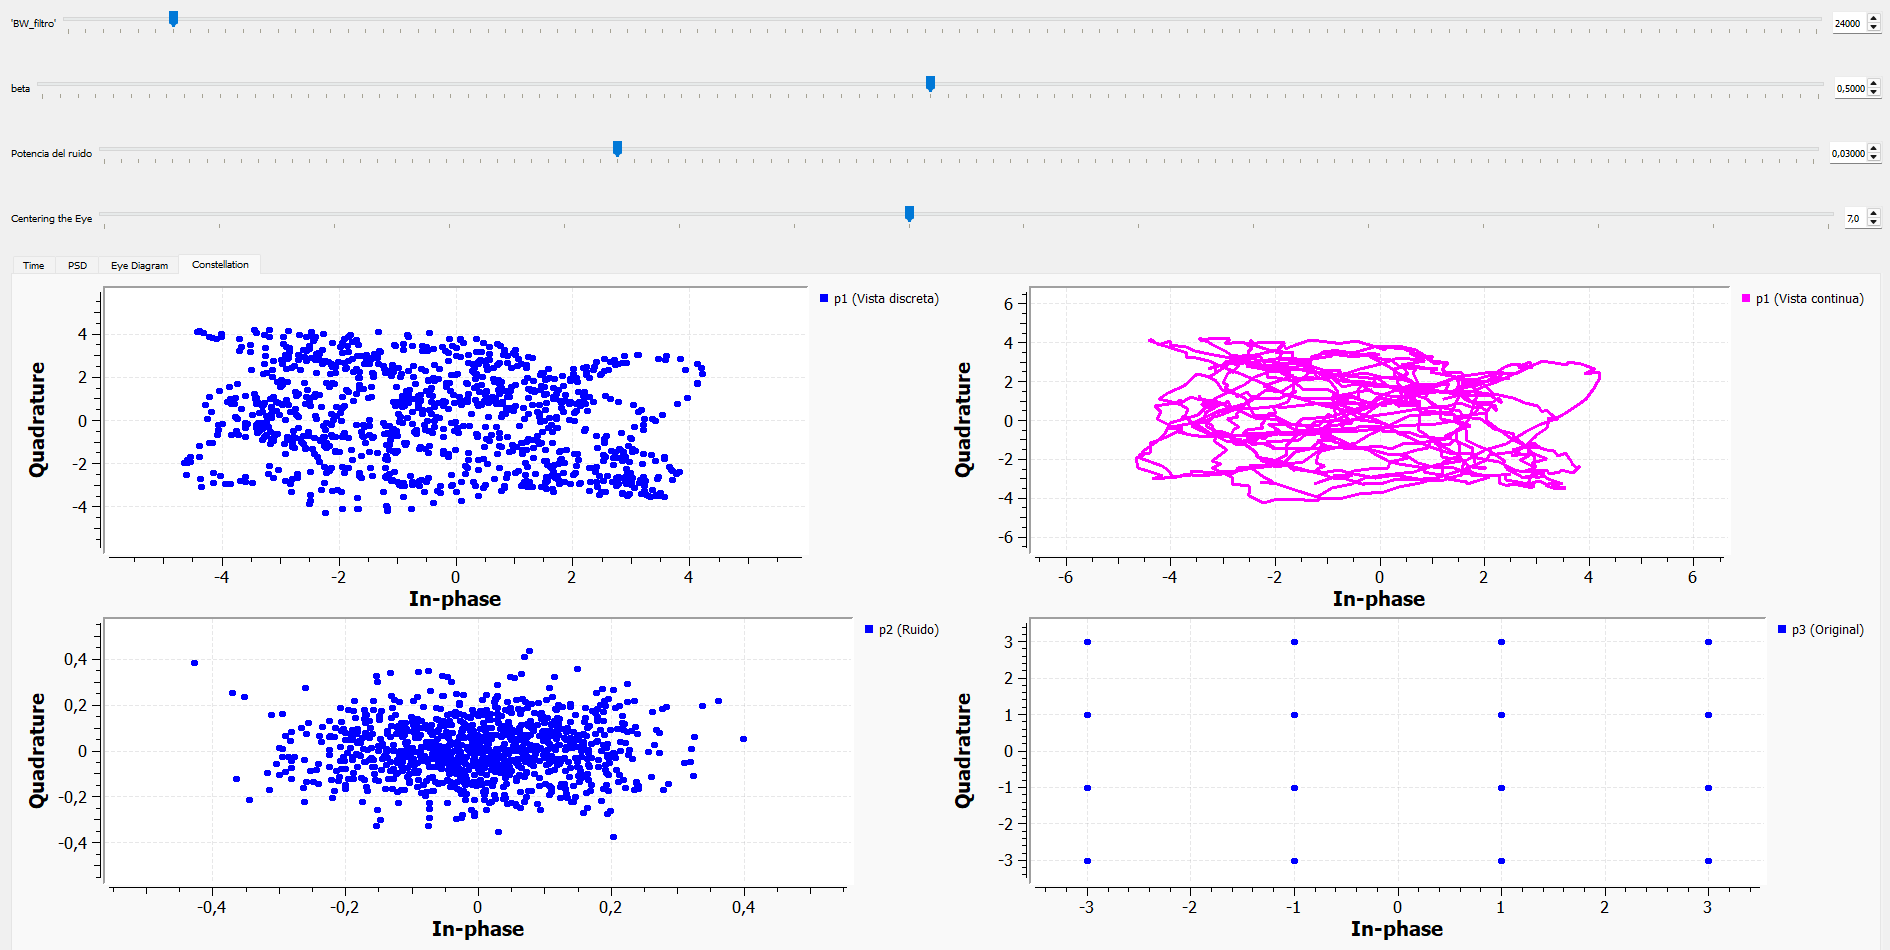 'BW_filtro' 24000
beta 0,5000
Potencia del ruido 0,03000
Centering the Eye 7,0
Time PSD Eye Diagram Constellation
p1 (Vista discreta)
Quadrature
4
2
0
-2
-4
-4 -2 0 2 4
In-phase
p1 (Vista continua)
Quadrature
6
4
2
0
-2
-4
-6
-6 -4 -2 0 2 4 6
In-phase
p2 (Ruido)
Quadrature
0,4
0,2
0
-0,2
-0,4
-0,4 -0,2 0 0,2 0,4
In-phase
p3 (Original)
Quadrature
3
2
1
0
-1
-2
-3
-3 -2 -1 0 1 2 3
In-phase